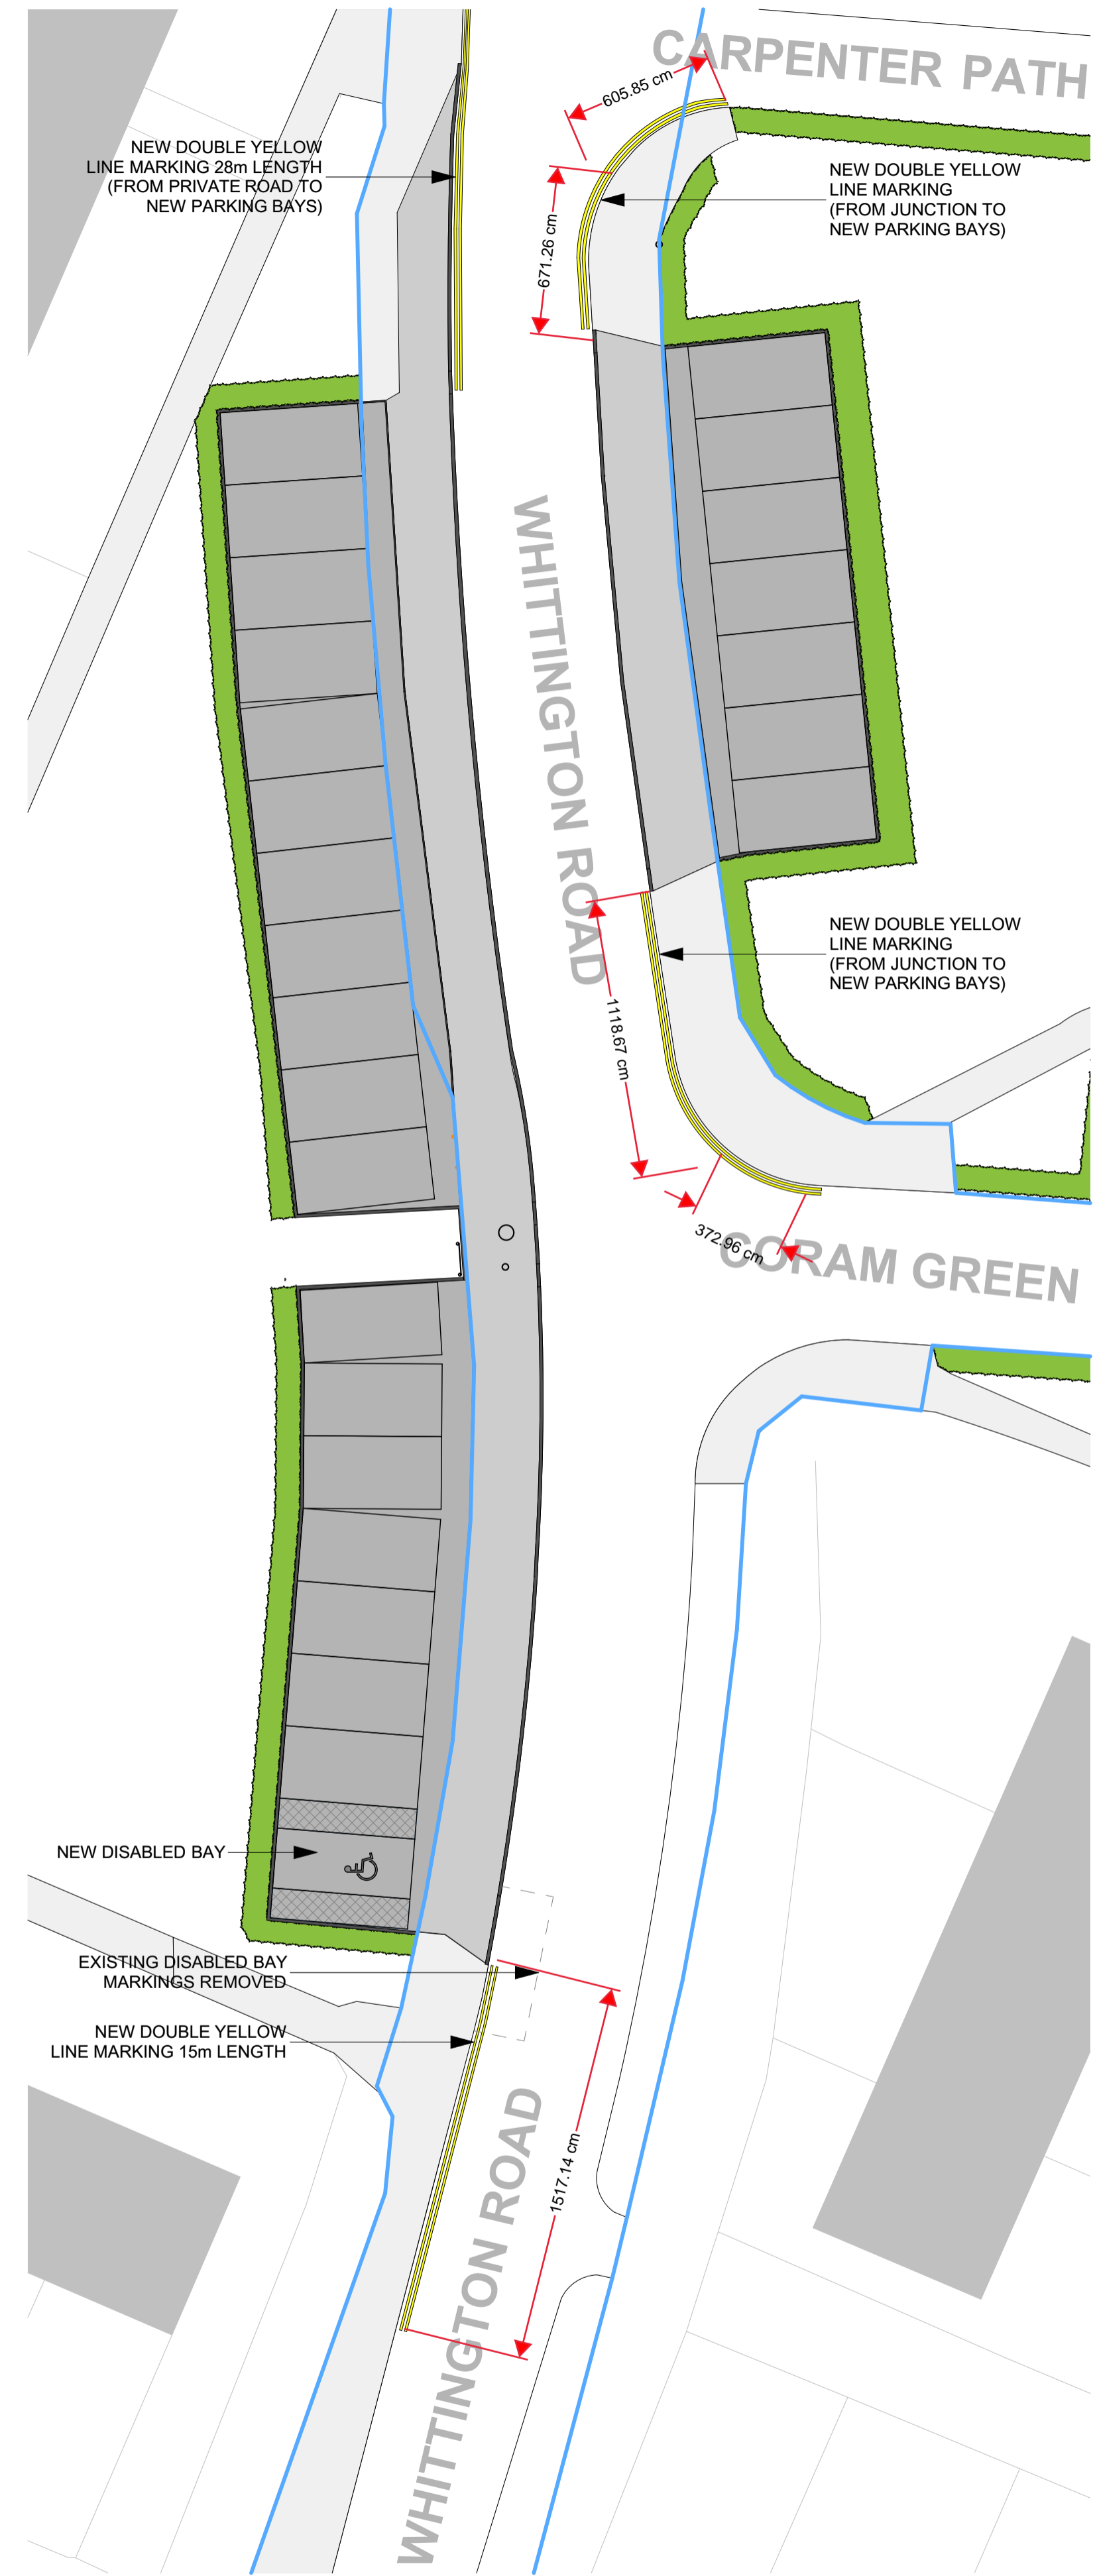 CARPENTER PATH
605.85 cm
NEW DOUBLE YELLOW
LINE MARKING 28m LENGTH
(FROM PRIVATE ROAD TO
NEW PARKING BAYS)
NEW DOUBLE YELLOW
LINE MARKING
(FROM JUNCTION TO
NEW PARKING BAYS)
671.26 cm
WHITTINGTON ROAD
NEW DOUBLE YELLOW
LINE MARKING
(FROM JUNCTION TO
NEW PARKING BAYS)
1118.67 cm
372.96 cm
CORAM GREEN
NEW DISABLED BAY
EXISTING DISABLED BAY
MARKINGS REMOVED
NEW DOUBLE YELLOW
LINE MARKING 15m LENGTH
1517.14 cm
WHITTINGTON ROAD